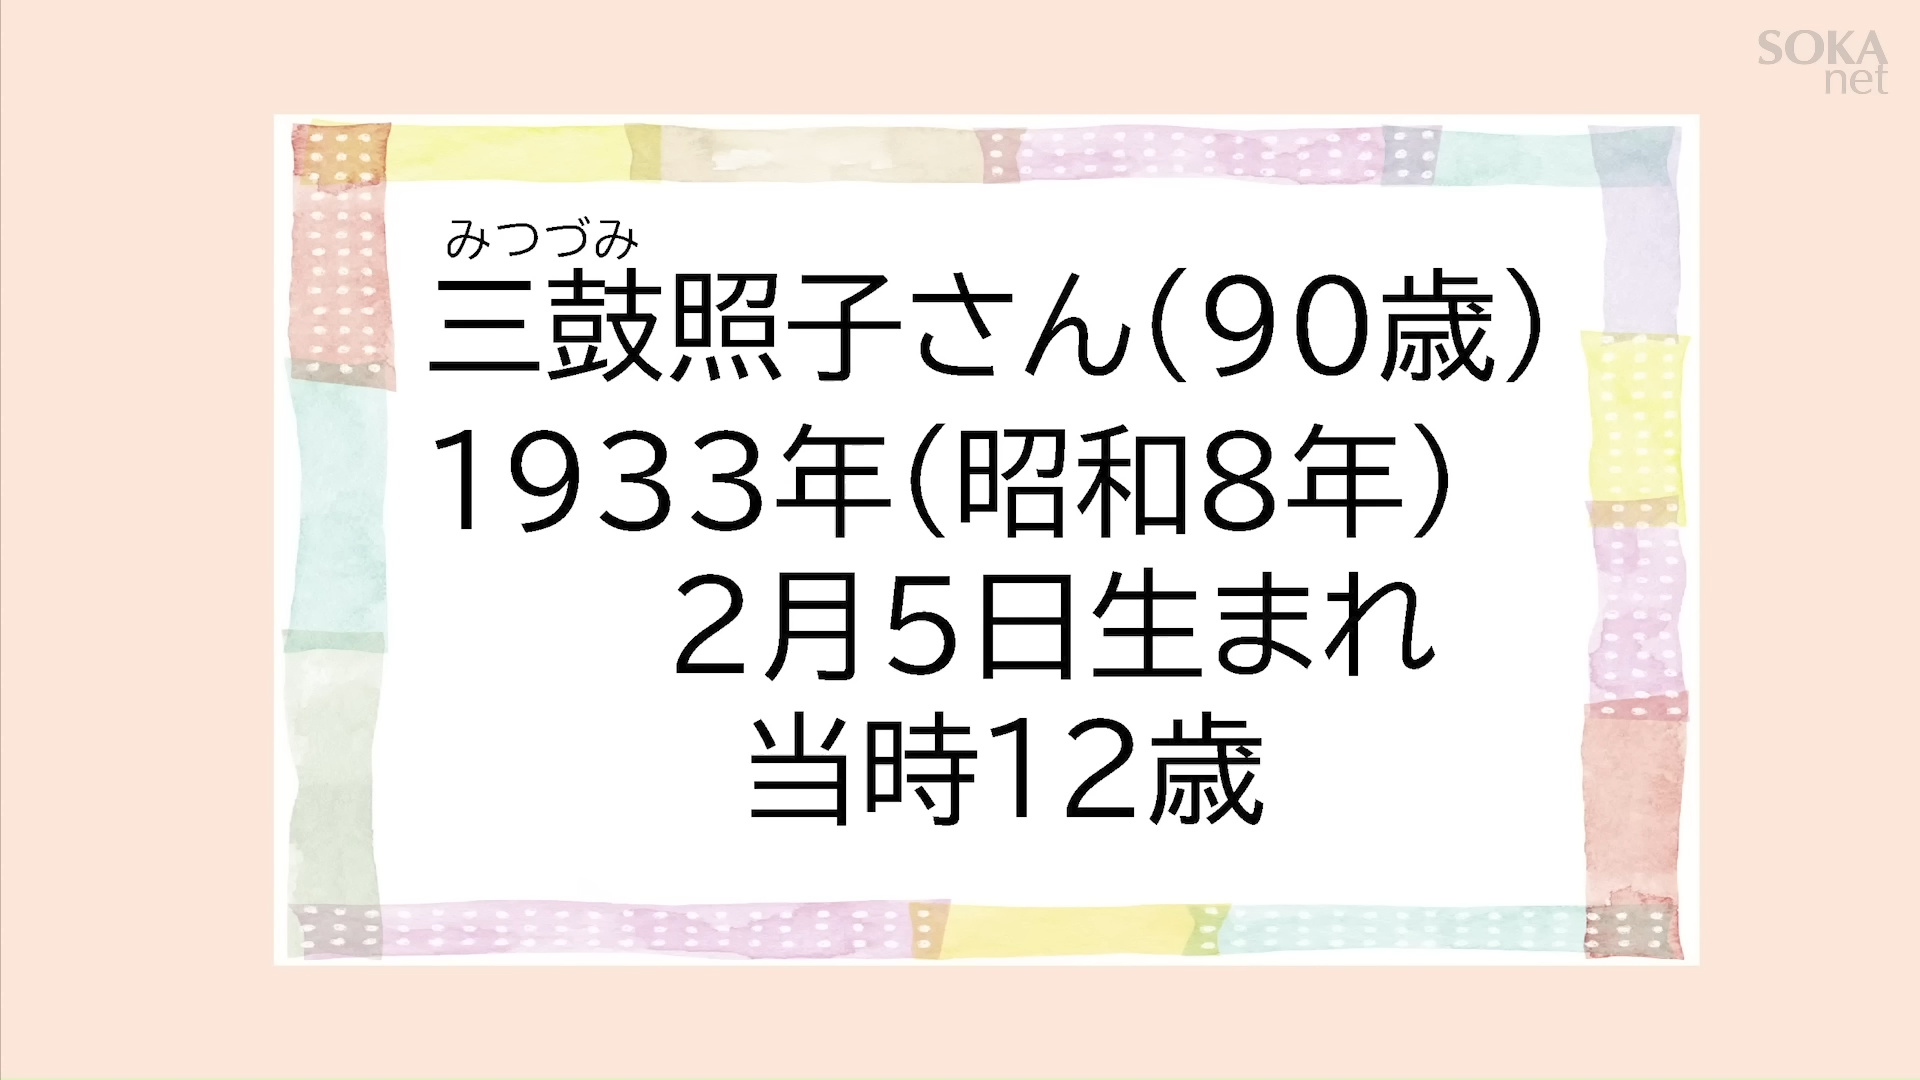 SOKA
net
みつづみ
三鼓照子さん（90歳）
1933年（昭和8年）
2月5日生まれ
当時12歳